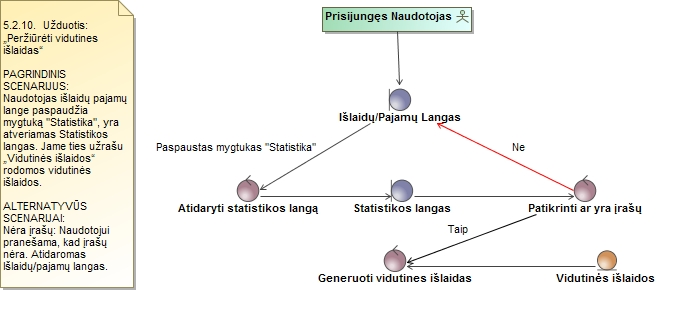 5.2.10. Užduotis:
„Peržiūrėti vidutines
išlaidas“
PAGRINDINIS
SCENARIJUS:
Naudotojas išlaidų pajamų
lange paspaudžia
mygtuką "Statistika", yra
atveriamas Statistikos
langas. Jame ties užrašu
„Vidutinės išlaidos“
rodomos vidutinės
išlaidos.
ALTERNATYVŪS
SCENARIJAI:
Nėra įrašų: Naudotojui
pranešama, kad įrašų
nėra. Atidaromas
Išlaidų/pajamų langas.
Prisijungęs Naudotojas
Išlaidų/Pajamų Langas
Paspaustas mygtukas "Statistika"
Ne
Atidaryti statistikos langą
Statistikos langas
Patikrinti ar yra įrašų
Taip
Generuoti vidutines išlaidas
Vidutinės išlaidos